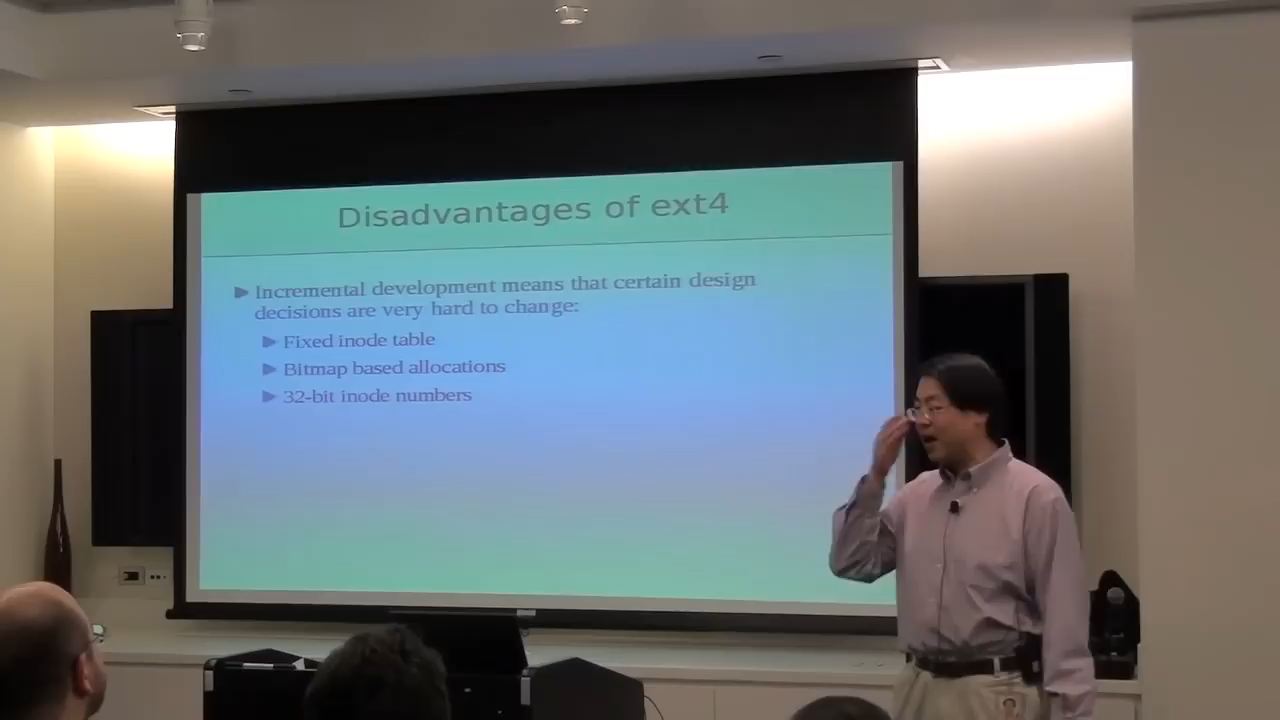 Disadvantages of ext4
Incremental development means that certain design
decisions are very hard to change:
Fixed inode table
Bitmap based allocations
32-bit inode numbers